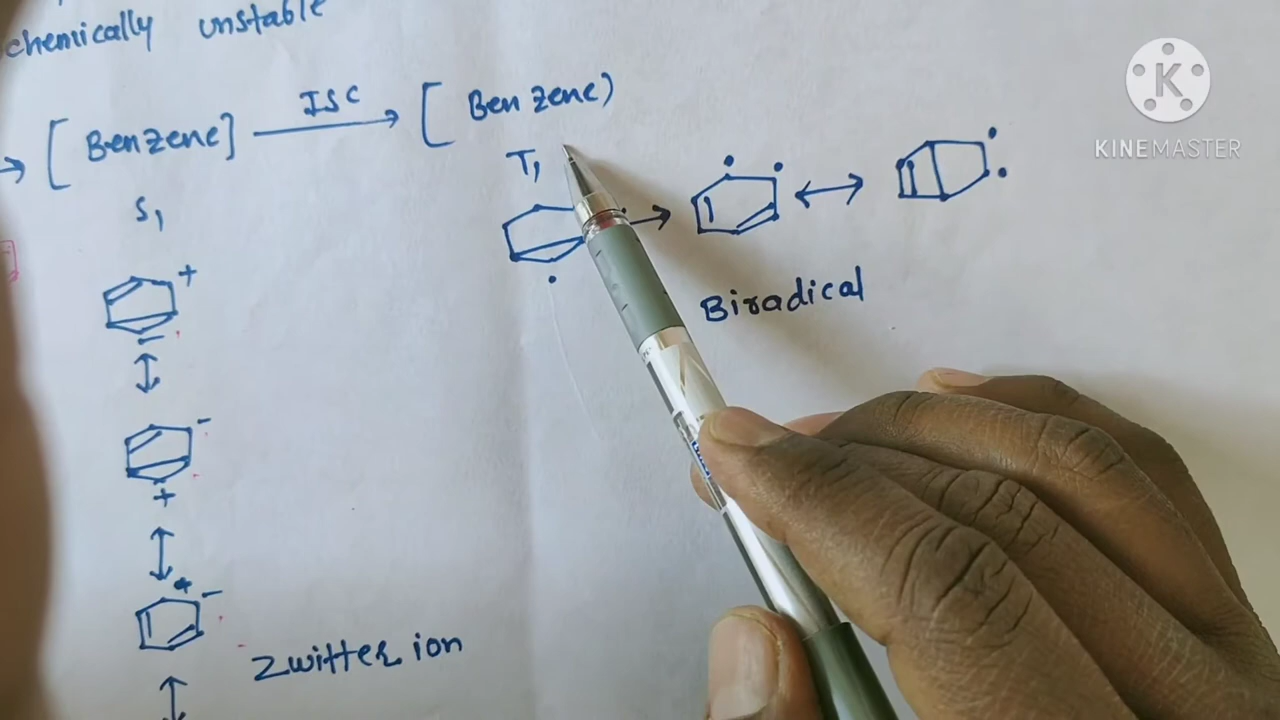 chemically unstable
→ [ Benzene] ISC → [ Benzene)
S1
T1
+
-
-
+
+
-
Biradical
Zwitter ion
K
KINEMASTER